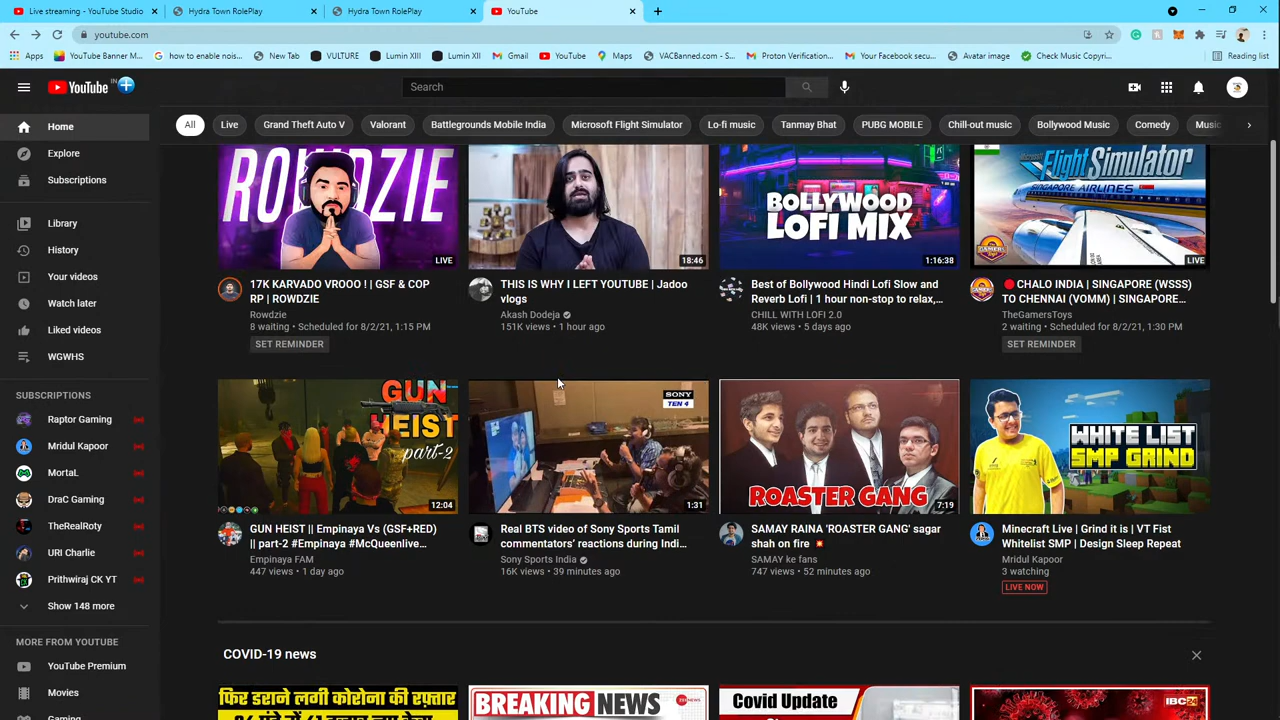 Live streaming - YouTube Studio
Hydra Town RolePlay
Hydra Town RolePlay
YouTube
youtube.com
Apps
YouTube Banner M...
how to enable nois...
New Tab
VULTURE
Lumin XII
Lumin XII
Gmail
YouTube
Maps
VACBanned.com - S...
Proton Verification...
Your Facebook secu...
Avatar image
Check Music Copyri...
Reading list
YouTube IN
Search
Home
Explore
Subscriptions
Library
History
Your videos
Watch later
Liked videos
WGWHS
SUBSCRIPTIONS
Raptor Gaming
Mridul Kapoor
MortaL
DraC Gaming
TheRealRoty
URI Charlie
Prithwiraj CK YT
Show 148 more
MORE FROM YOUTUBE
YouTube Premium
Movies
Gaming
All
Live
Grand Theft Auto V
Valorant
Battlegrounds Mobile India
Microsoft Flight Simulator
Lo-fi music
Tanmay Bhat
PUBG MOBILE
Chill-out music
Bollywood Music
Comedy
Music
ROWDZIE
LIVE
17K KARVADO VROOO ! | GSF & COP
RP | ROWDZIE
Rowdzie
8 waiting • Scheduled for 8/2/21, 1:15 PM
SET REMINDER
18:46
THIS IS WHY I LEFT YOUTUBE | Jadoo
vlogs
Akash Dodeja
151K views • 1 hour ago
BOLLYWOOD
LOFI MIX
1:16:38
Best of Bollywood Hindi Lofi Slow and
Reverb Lofi | 1 hour non-stop to relax,...
CHILL WITH LOFI 2.0
48K views • 5 days ago
Flight Simulator
SINGAPORE AIRLINES
GAMERS
LIVE
CHALO INDIA | SINGAPORE (WSSS)
TO CHENNAI (VOMM) | SINGAPORE...
TheGamersToys
2 waiting • Scheduled for 8/2/21, 1:30 PM
SET REMINDER
GUN
HEIST
part-2
12:04
GUN HEIST || Empinaya Vs (GSF+RED)
|| part-2 #Empinaya #McQueenlive...
Empinaya FAM
447 views • 1 day ago
SONY
TEN 4
1:31
Real BTS video of Sony Sports Tamil
commentators' reactions during Indi...
Sony Sports India
16K views • 39 minutes ago
ROASTER GANG
7:19
SAMAY RAINA 'ROASTER GANG' sagar
shah on fire
SAMAY ke fans
747 views • 52 minutes ago
WHITE LIST
SMP GRIND
Minecraft Live | Grind it is | VT Fist
Whitelist SMP | Design Sleep Repeat
Mridul Kapoor
3 watching
LIVE NOW
COVID-19 news
फिर डराने लगी कोरोना की रफ़्तार
BREAKING NEWS
ZEE NEWS
Covid Update
IBC24